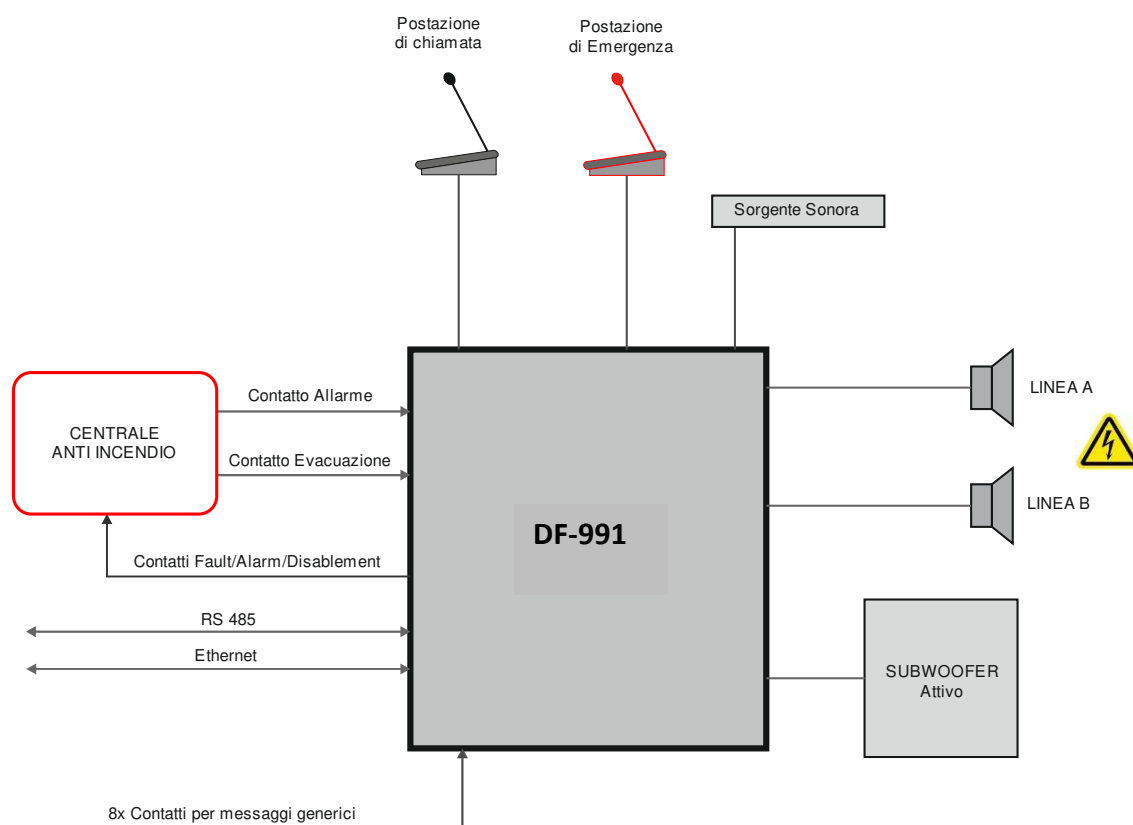 Postazione
di chiamata
Postazione
di Emergenza
Sorgente Sonora
CENTRALE
ANTI INCENDIO
Contatto Allarme
Contatto Evacuazione
Contatti Fault/Alarm/Disablement
RS 485
Ethernet
DF-991
LINEA A
LINEA B
SUBWOOFER
Attivo
8x Contatti per messaggi generici